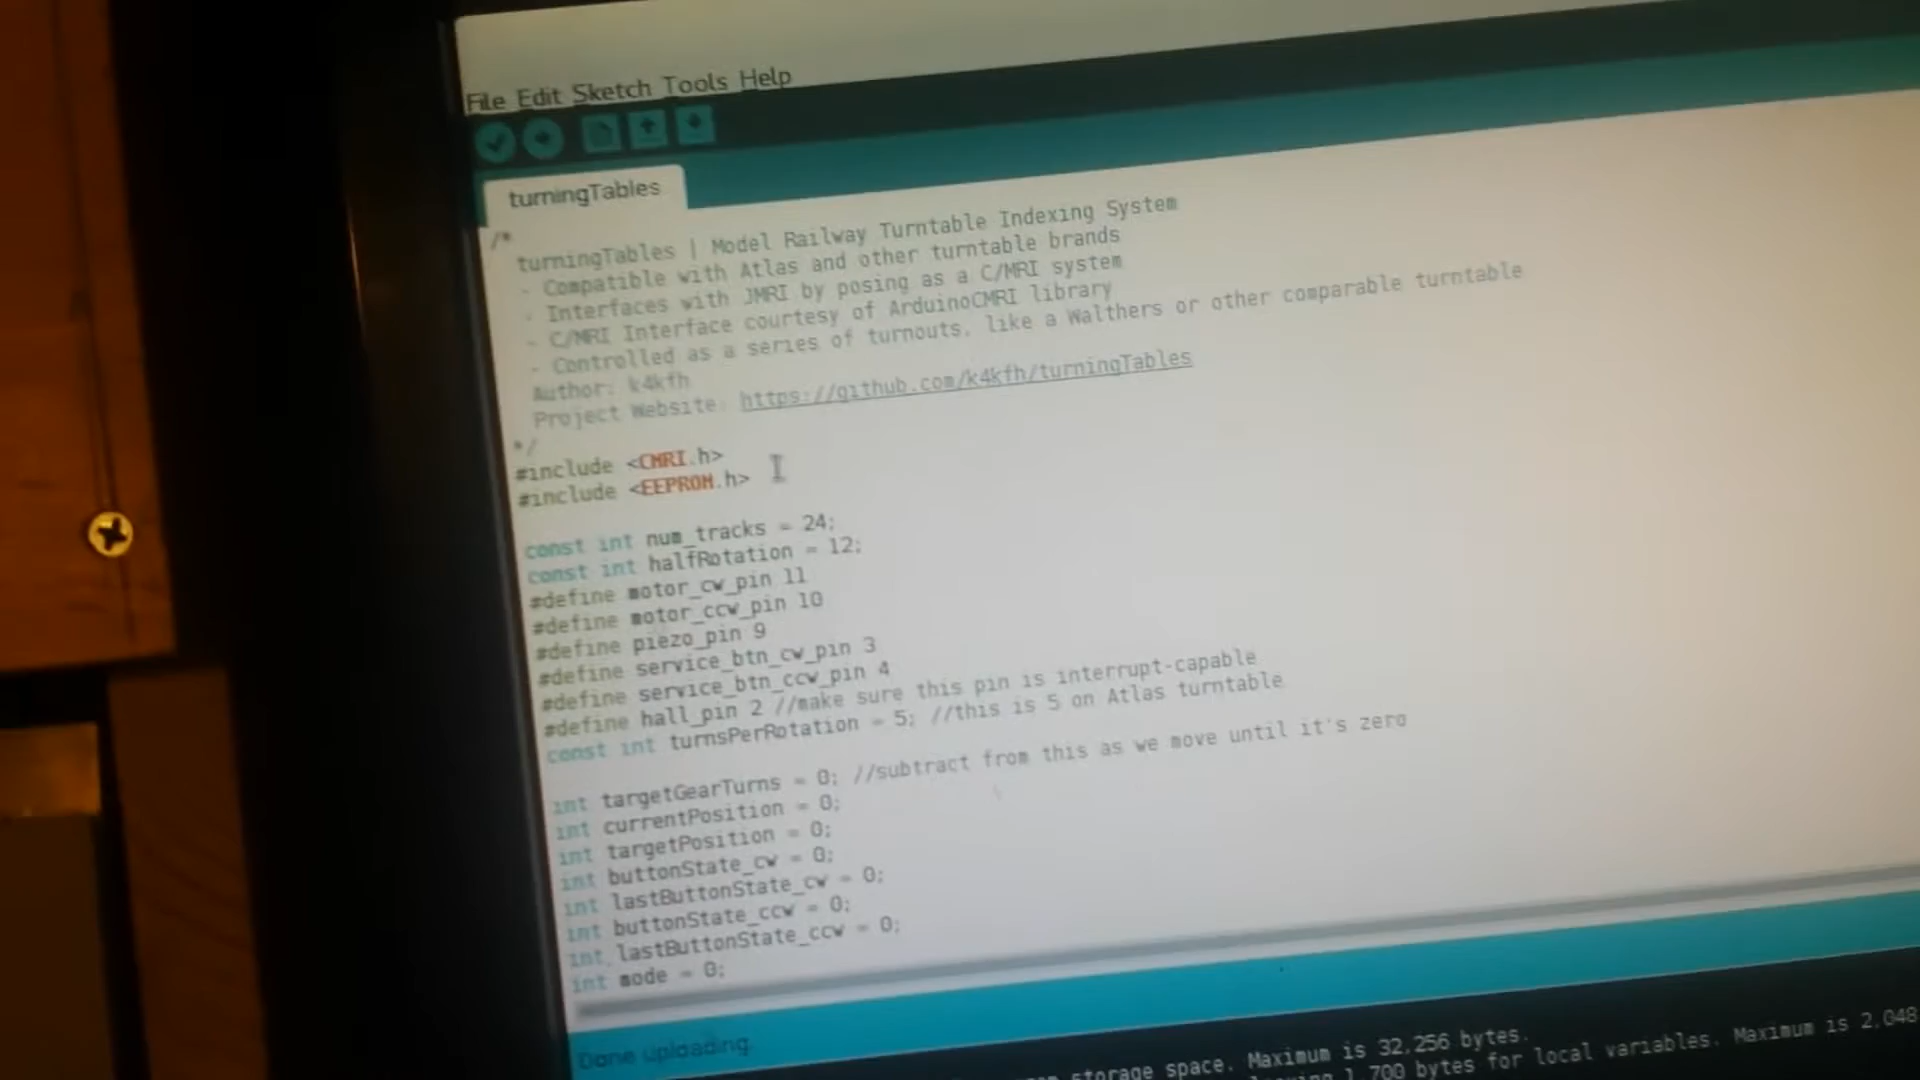 File Edit Sketch Tools Help
turningTables
/*
turningTables | Model Railway Turntable Indexing System
- Compatible with Atlas and other turntable brands
- Interfaces with JMRI by posing as a C/MRI system
- C/MRI Interface courtesy of ArduinoCMRI library
- Controlled as a series of turnouts, like a Walthers or other comparable turntable
Author: k4kfh
Project Website: https://github.com/k4kfh/turningTables
*/
#include <CMRI.h>
#include <EEPROM.h>
const int num_tracks = 24;
const int halfRotation = 12;
#define motor_cw_pin 11
#define motor_ccw_pin 10
#define piezo_pin 9
#define service_btn_cw_pin 3
#define service_btn_ccw_pin 4
#define hall_pin 2 //make sure this pin is interrupt-capable
const int turnsPerRotation = 5; //this is 5 on Atlas turntable
int targetGearTurns = 0; //subtract from this as we move until it's zero
int currentPosition = 0;
int targetPosition = 0;
int buttonState_cw = 0;
int lastButtonState_cw = 0;
int buttonState_ccw = 0;
int lastButtonState_ccw = 0;
int mode = 0;
Done uploading.
storage space. Maximum is 32,256 bytes.
1,700 bytes for local variables. Maximum is 2,048